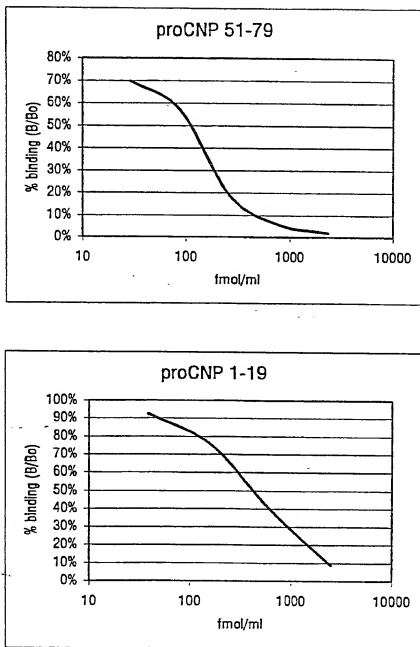 proCNP 51-79
80%
70%
60%
50%
40%
30%
20%
10%
0%
% binding (B/Bo)
10 100 1000 10000
fmol/ml
proCNP 1-19
100%
90%
80%
70%
60%
50%
40%
30%
20%
10%
0%
% binding (B/Bo)
10 100 1000 10000
fmol/ml